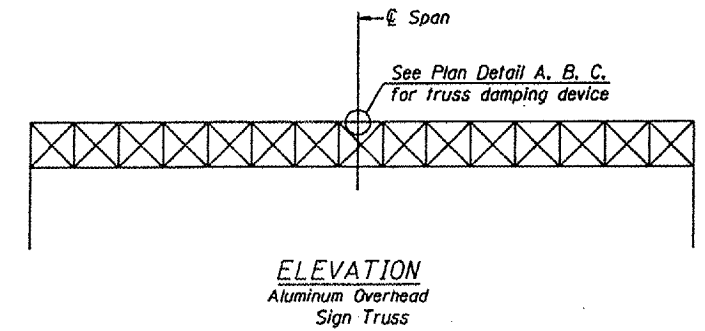 ℄ Span
See Plan Detail A, B, C,
for truss damping device
ELEVATION
Aluminum Overhead
Sign Truss